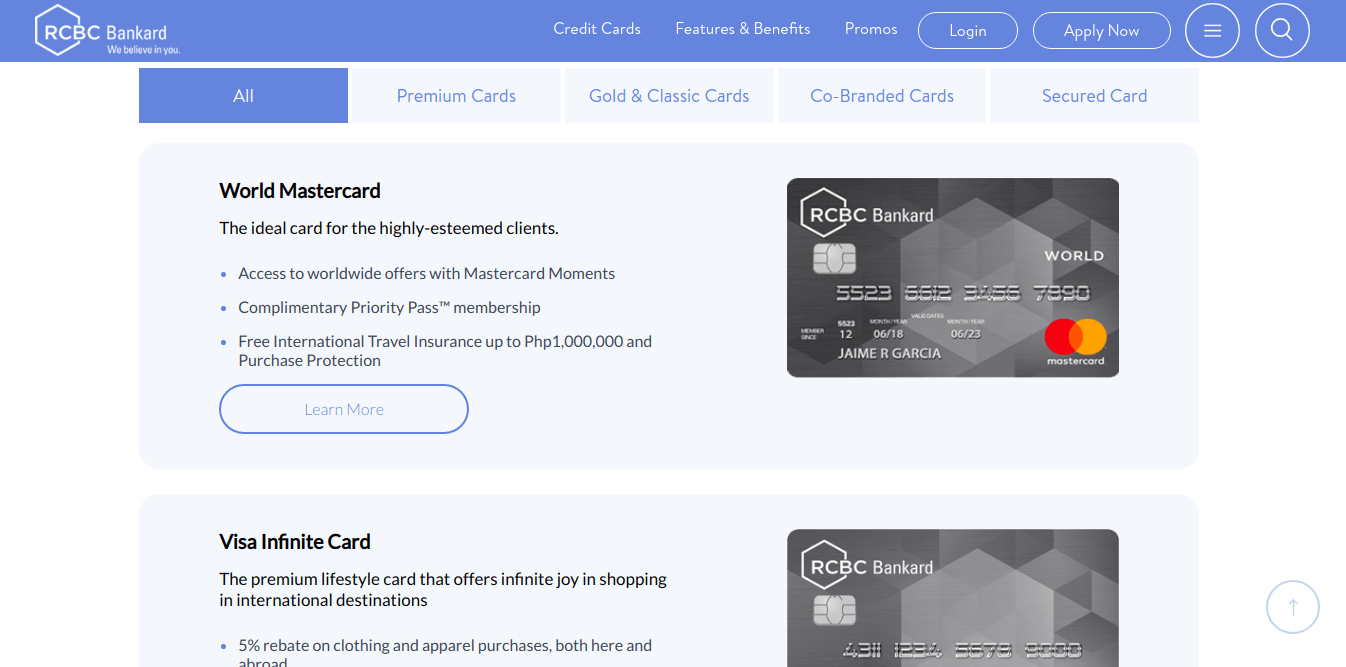 RCBC Bankard
We believe in you.
Credit Cards
Features & Benefits
Promos
Login
Apply Now
All
Premium Cards
Gold & Classic Cards
Co-Branded Cards
Secured Card
World Mastercard
The ideal card for the highly-esteemed clients.
Access to worldwide offers with Mastercard Moments
Complimentary Priority Pass™ membership
Free International Travel Insurance up to Php1,000,000 and
Purchase Protection
Learn More
RCBC Bankard
WORLD
5523 5612 3456 7890
MEMBER SINCE
5523
12
MONTH/YEAR
VALID DATES
MONTH/YEAR
06/18
06/23
JAIME R GARCIA
mastercard
Visa Infinite Card
The premium lifestyle card that offers infinite joy in shopping
in international destinations
5% rebate on clothing and apparel purchases, both here and
abroad
RCBC Bankard
4311 1234 5678 9000